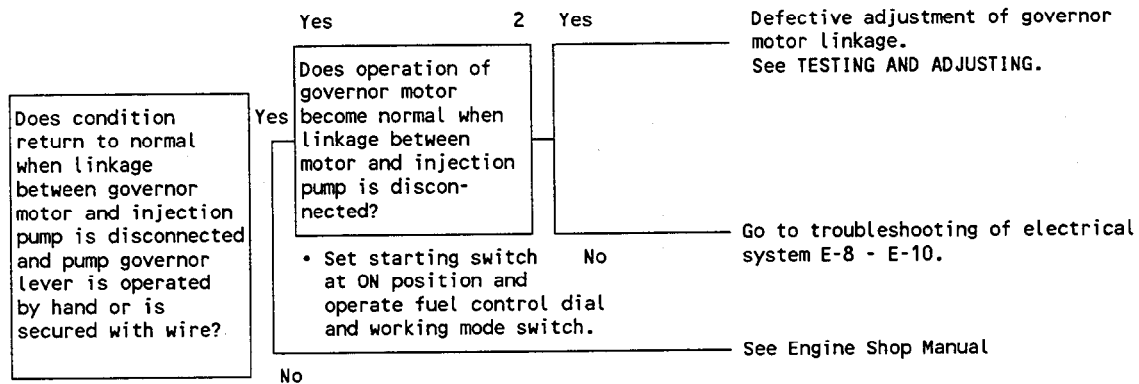 Yes 2 Yes
Defective adjustment of governor
motor linkage.
See TESTING AND ADJUSTING.
Does operation of
governor motor
become normal when
linkage between
motor and injection
pump is discon-
nected?
Yes
Does condition
return to normal
when linkage
between governor
motor and injection
pump is disconnected
and pump governor
lever is operated
by hand or is
secured with wire?
• Set starting switch
at ON position and
operate fuel control dial
and working mode switch.
No
Go to troubleshooting of electrical
system E-8 - E-10.
See Engine Shop Manual
No